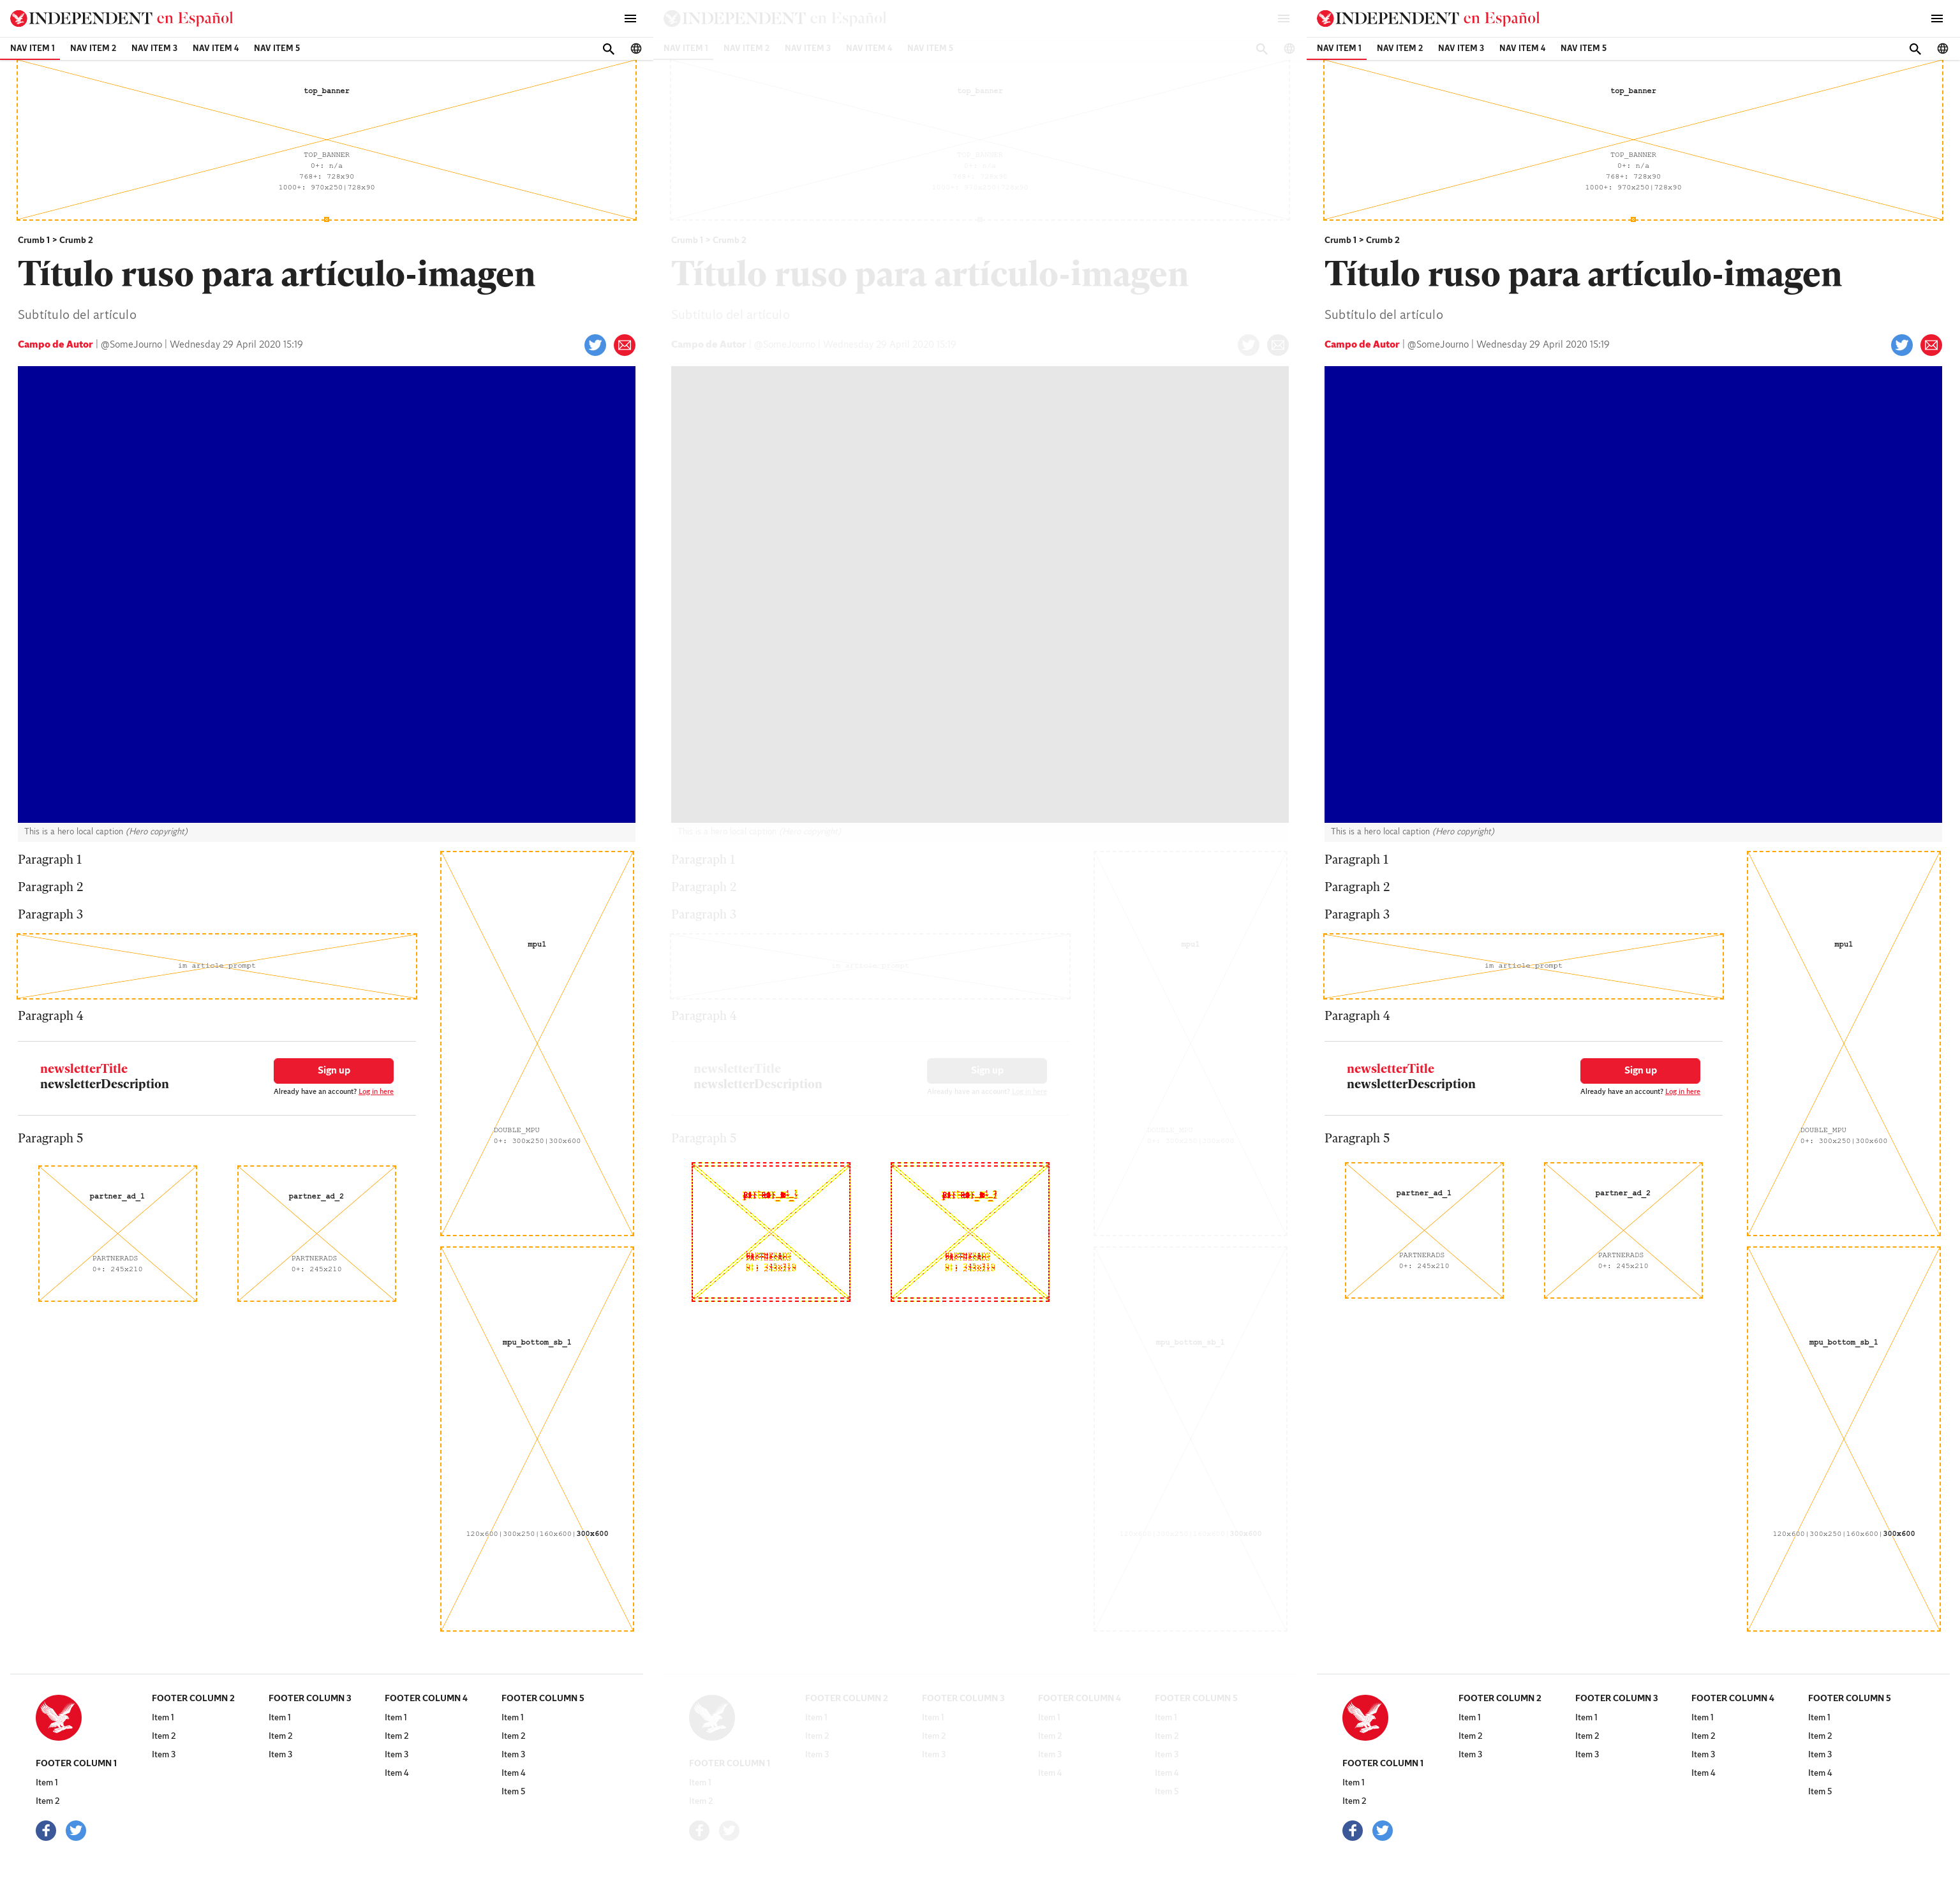 INDEPENDENT en Español
NAV ITEM 1 NAV ITEM 2 NAV ITEM 3 NAV ITEM 4 NAV ITEM 5
top_banner
TOP_BANNER
0+: n/a
768+: 728x90
1000+: 970x250|728x90
Crumb 1 > Crumb 2
Título ruso para artículo-imagen
Subtítulo del artículo
Campo de Autor | @SomeJourno | Wednesday 29 April 2020 15:19
This is a hero local caption (Hero copyright)
Paragraph 1
Paragraph 2
Paragraph 3
im article prompt
Paragraph 4
newsletterTitle
newsletterDescription
Sign up
Already have an account? Log in here
Paragraph 5
partner_ad_1
PARTNERADS
0+: 245x210
partner_ad_2
PARTNERADS
0+: 245x210
mpu1
DOUBLE_MPU
0+: 300x250|300x600
mpu_bottom_sb_1
120x600|300x250|160x600|300x600
FOOTER COLUMN 1
Item 1
Item 2
FOOTER COLUMN 2
Item 1
Item 2
Item 3
FOOTER COLUMN 3
Item 1
Item 2
Item 3
FOOTER COLUMN 4
Item 1
Item 2
Item 3
Item 4
FOOTER COLUMN 5
Item 1
Item 2
Item 3
Item 4
Item 5
INDEPENDENT en Español
NAV ITEM 1 NAV ITEM 2 NAV ITEM 3 NAV ITEM 4 NAV ITEM 5
top_banner
TOP_BANNER
0+: n/a
768+: 728x90
1000+: 970x250|728x90
Crumb 1 > Crumb 2
Título ruso para artículo-imagen
Subtítulo del artículo
Campo de Autor | @SomeJourno | Wednesday 29 April 2020 15:19
This is a hero local caption (Hero copyright)
Paragraph 1
Paragraph 2
Paragraph 3
im article prompt
Paragraph 4
newsletterTitle
newsletterDescription
Sign up
Already have an account? Log in here
Paragraph 5
mpu1
DOUBLE_MPU
0+: 300x250|300x600
mpu_bottom_sb_1
120x600|300x250|160x600|300x600
FOOTER COLUMN 1
Item 1
Item 2
FOOTER COLUMN 2
Item 1
Item 2
Item 3
FOOTER COLUMN 3
Item 1
Item 2
Item 3
FOOTER COLUMN 4
Item 1
Item 2
Item 3
Item 4
FOOTER COLUMN 5
Item 1
Item 2
Item 3
Item 4
Item 5
INDEPENDENT en Español
NAV ITEM 1 NAV ITEM 2 NAV ITEM 3 NAV ITEM 4 NAV ITEM 5
top_banner
TOP_BANNER
0+: n/a
768+: 728x90
1000+: 970x250|728x90
Crumb 1 > Crumb 2
Título ruso para artículo-imagen
Subtítulo del artículo
Campo de Autor | @SomeJourno | Wednesday 29 April 2020 15:19
This is a hero local caption (Hero copyright)
Paragraph 1
Paragraph 2
Paragraph 3
im article prompt
Paragraph 4
newsletterTitle
newsletterDescription
Sign up
Already have an account? Log in here
Paragraph 5
partner_ad_1
PARTNERADS
0+: 245x210
partner_ad_2
PARTNERADS
0+: 245x210
mpu1
DOUBLE_MPU
0+: 300x250|300x600
mpu_bottom_sb_1
120x600|300x250|160x600|300x600
FOOTER COLUMN 1
Item 1
Item 2
FOOTER COLUMN 2
Item 1
Item 2
Item 3
FOOTER COLUMN 3
Item 1
Item 2
Item 3
FOOTER COLUMN 4
Item 1
Item 2
Item 3
Item 4
FOOTER COLUMN 5
Item 1
Item 2
Item 3
Item 4
Item 5